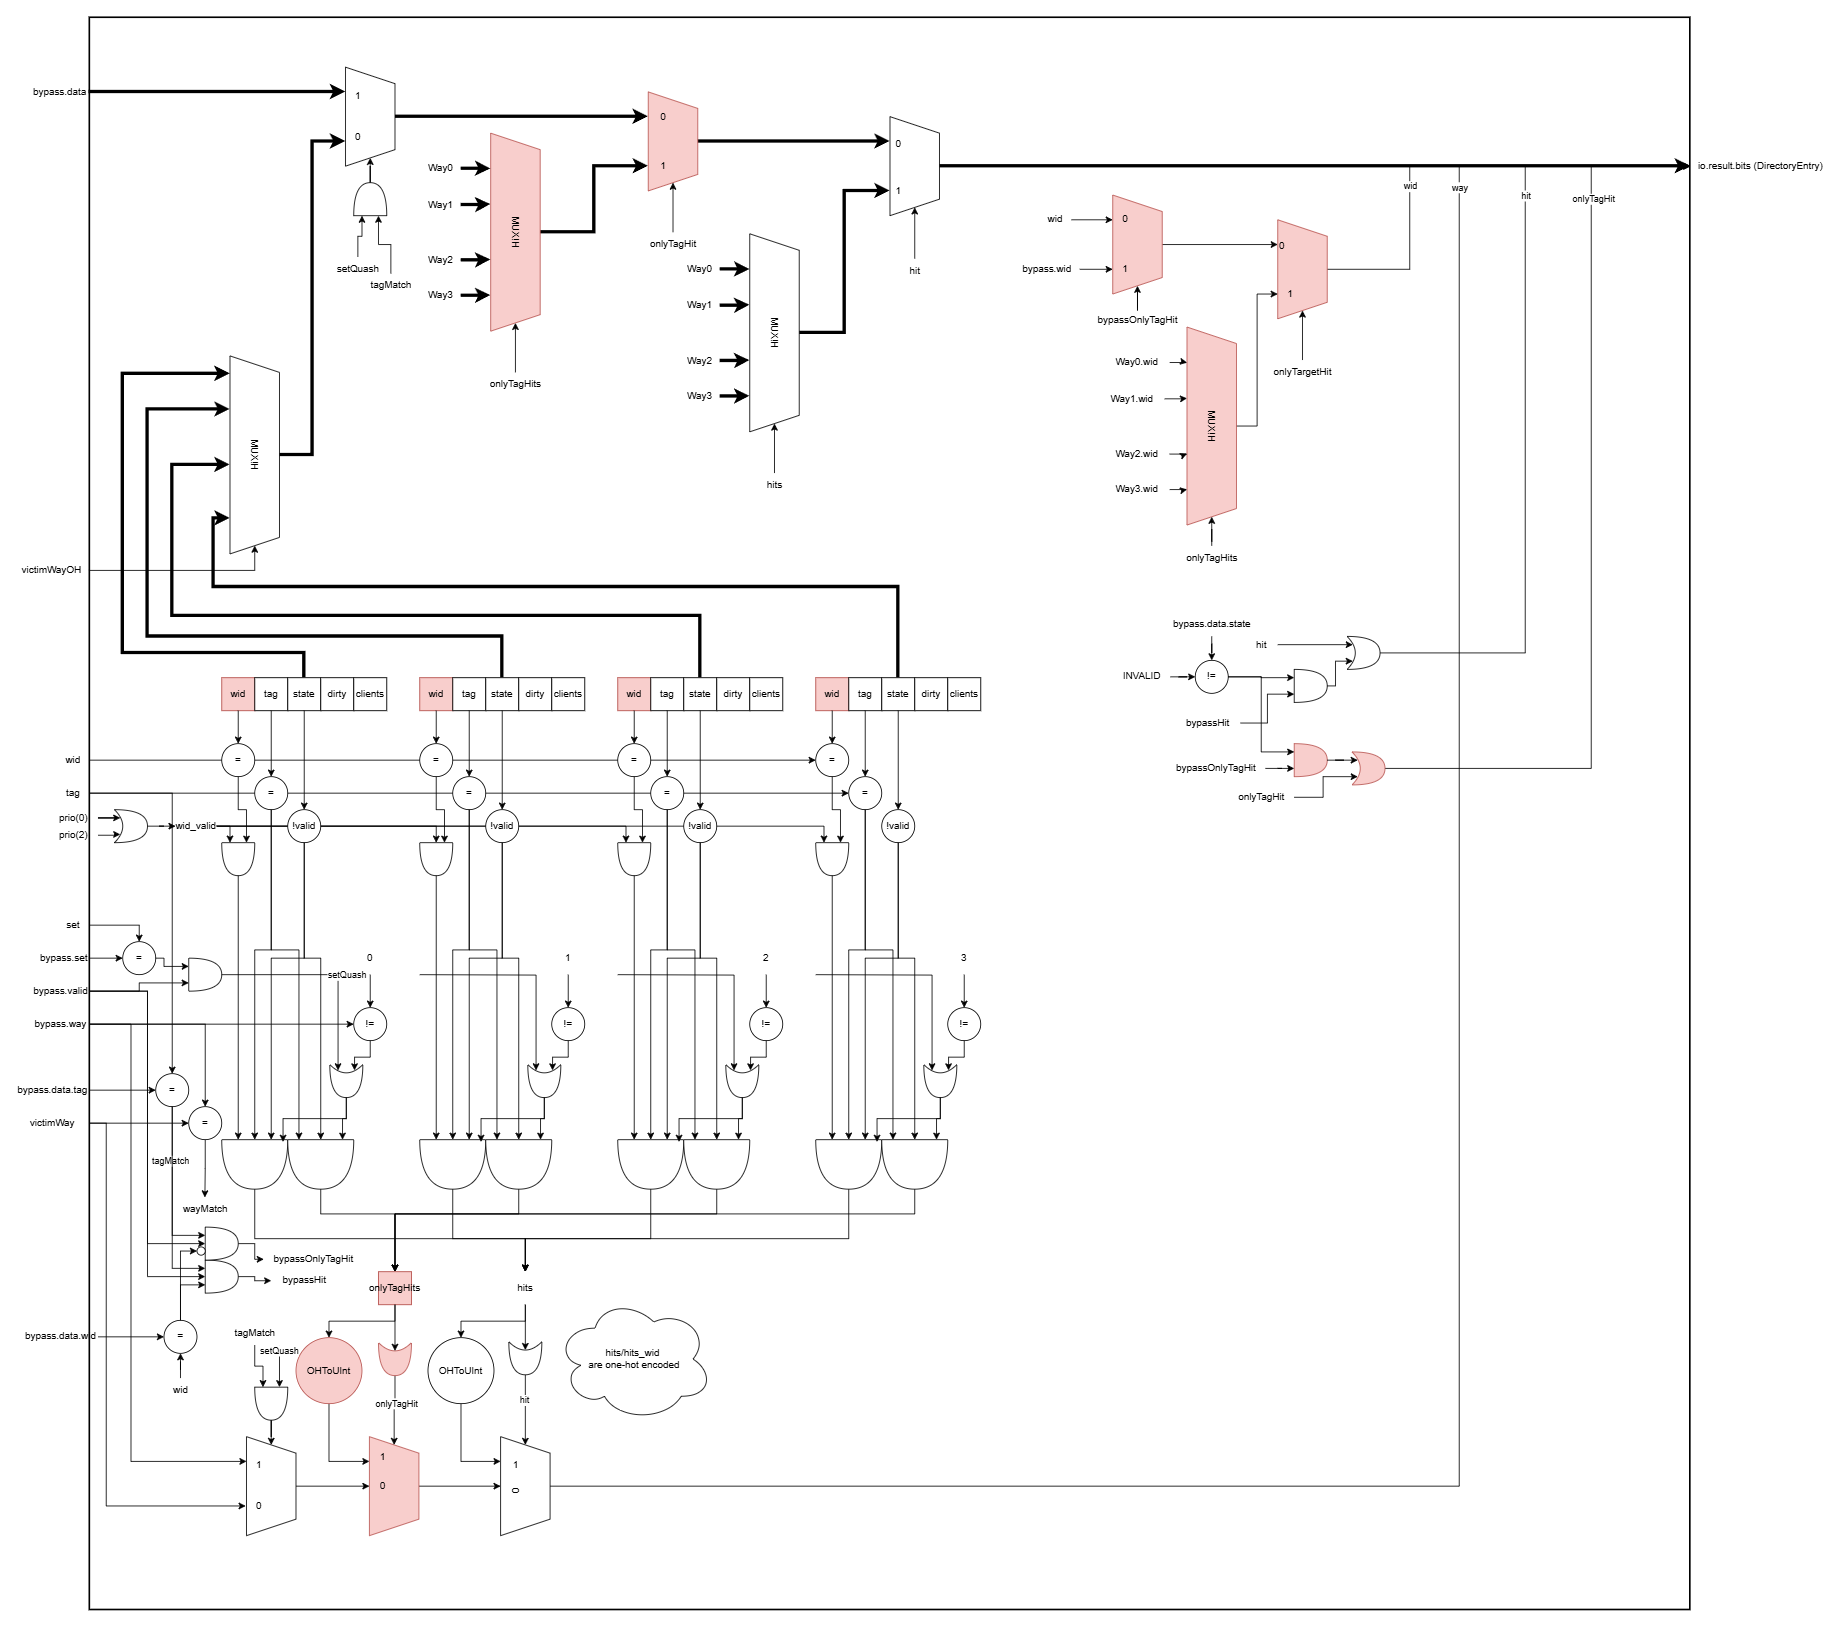 bypass.data
1
0
setQuash
tagMatch
Way0
Way1
Way2
Way3
MUXIH
onlyTagHits
0
1
onlyTagHit
Way0
Way1
Way2
Way3
MUXIH
hits
0
1
hit
io.result.bits (DirectoryEntry)
wid
way
hit
onlyTagHit
wid
bypass.wid
0
1
bypassOnlyTagHit
0
1
onlyTargetHit
Way0.wid
Way1.wid
Way2.wid
Way3.wid
MUXIH
onlyTagHits
MUXIH
victimWayOH
bypass.data.state
hit
INVALID
!=
bypassHit
bypassOnlyTagHit
onlyTagHit
wid tag state dirty clients
wid tag state dirty clients
wid tag state dirty clients
wid tag state dirty clients
wid
= = = =
tag
= = = =
prio(0)
prio(2)
wid_valid
!valid !valid !valid !valid
set
bypass.set
=
bypass.valid
setQuash
0 1 2 3
bypass.way
!= != != !=
bypass.data.tag
=
victimWay
=
tagMatch
wayMatch
bypassOnlyTagHit
bypassHit
bypass.data.wid
=
wid
tagMatch
setQuash
onlyTagHits
hits
OHToUInt
OHToUInt
onlyTagHit
hit
hits/hits_wid
are one-hot encoded
1
0
1
0
1
0